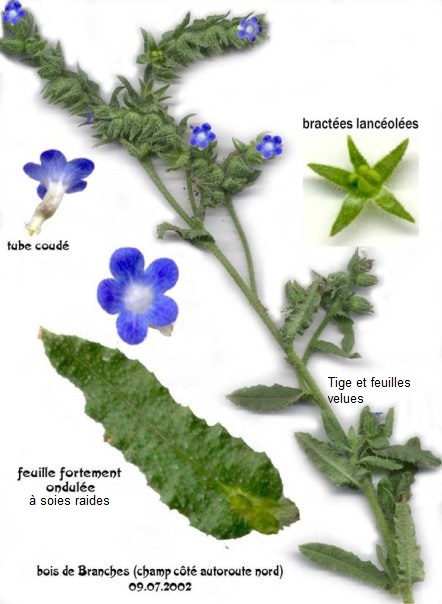 bractées lancéolées
tube coudé
Tige et feuilles
velues
feuille fortement
ondulée
à soies raides
bois de Branches (champ côté autoroute nord)
09.07.2002